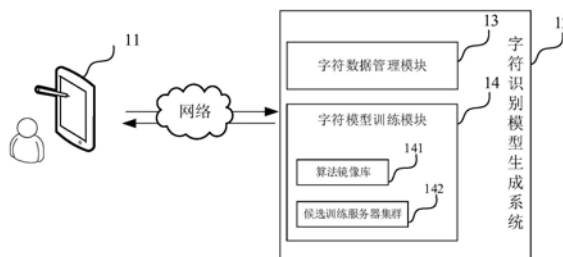 11
网络
13
字符数据管理模块
14
字符模型训练模块
算法镜像库
141
候选训练服务器集群
142
字符识别模型生成系统